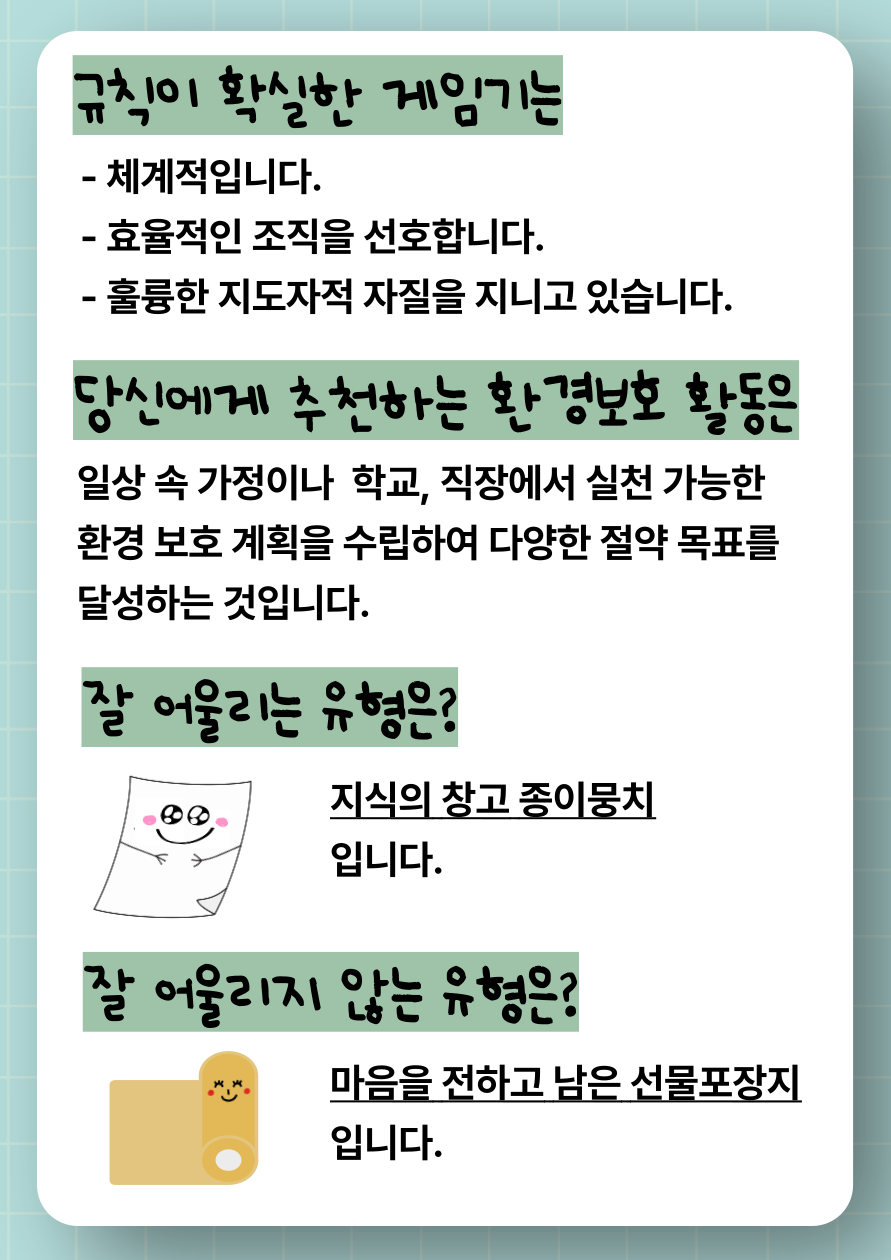 규칙이 확실한 게임기는
- 체계적입니다.
- 효율적인 조직을 선호합니다.
- 훌륭한 지도자적 자질을 지니고 있습니다.
당신에게 추천하는 환경보호 활동은
일상 속 가정이나 학교, 직장에서 실천 가능한
환경 보호 계획을 수립하여 다양한 절약 목표를
달성하는 것입니다.
잘 어울리는 유형은?
지식의 창고 종이뭉치
입니다.
잘 어울리지 않는 유형은?
마음을 전하고 남은 선물포장지
입니다.